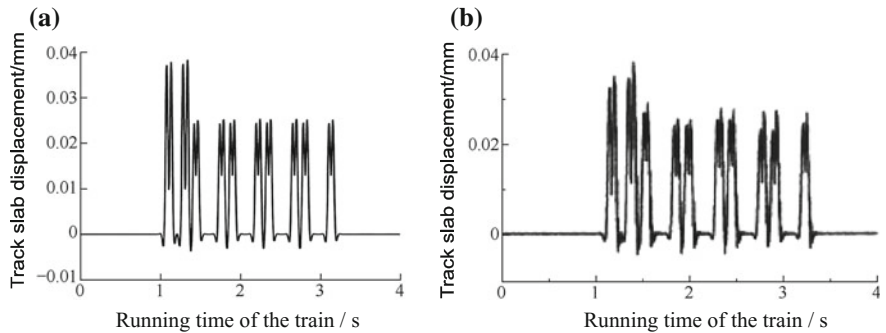 (a)
Track slab displacement/mm
0.04
0.03
0.02
0.01
0
−0.01
0 1 2 3 4
Running time of the train / s
(b)
Track slab displacement/mm
0.04
0.02
0
0 1 2 3 4
Running time of the train / s